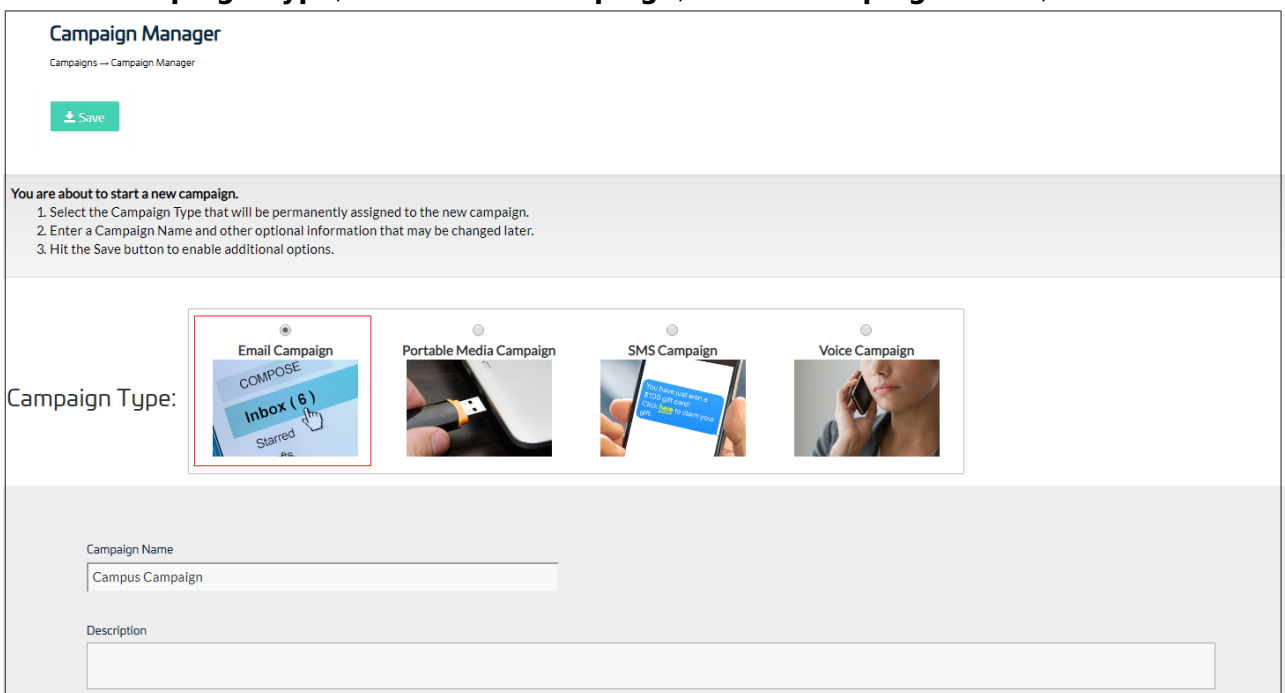 Campaign Manager
Campaigns → Campaign Manager
Save
You are about to start a new campaign.
1. Select the Campaign Type that will be permanently assigned to the new campaign.
2. Enter a Campaign Name and other optional information that may be changed later.
3. Hit the Save button to enable additional options.
Campaign Type:
Email Campaign
Portable Media Campaign
SMS Campaign
Voice Campaign
COMPOSE
Inbox ( 6 )
Starred
You have just won a
$100 gift card!
Click here to claim your
gift.
Campaign Name
Campus Campaign
Description